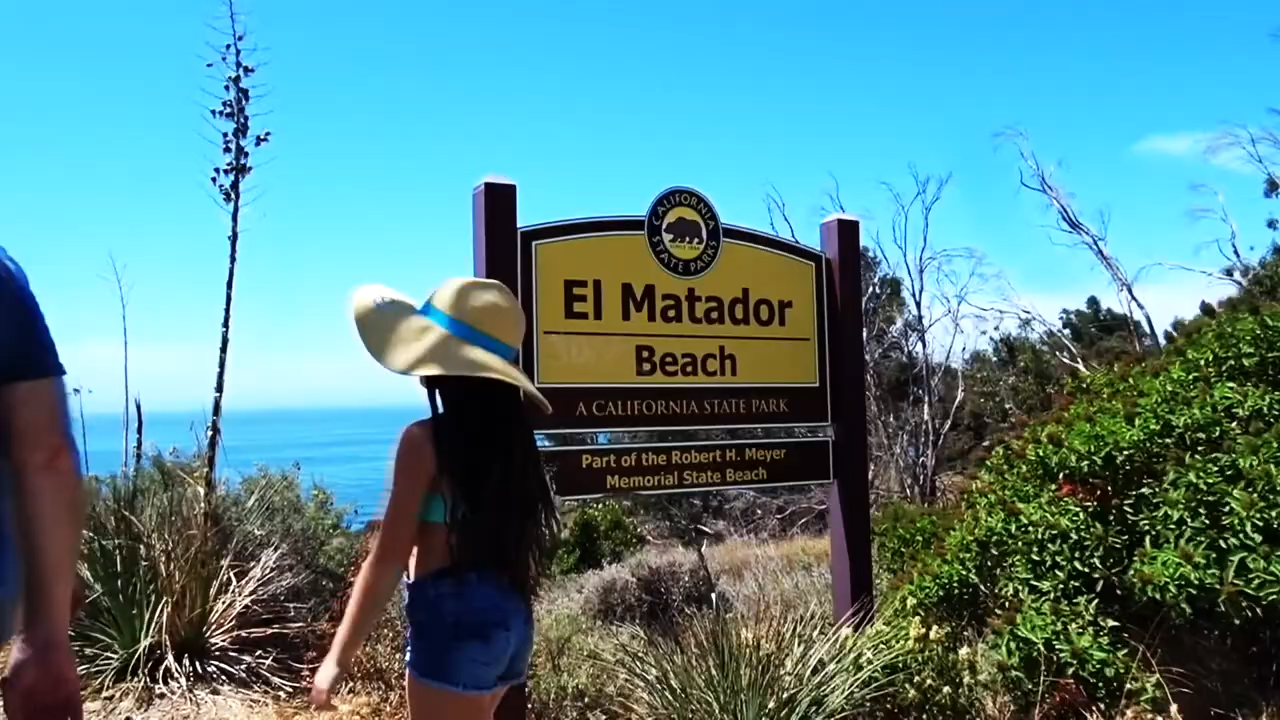 CALIFORNIA
STATE PARKS
El Matador
Beach
A CALIFORNIA STATE PARK
Part of the Robert H. Meyer
Memorial State Beach